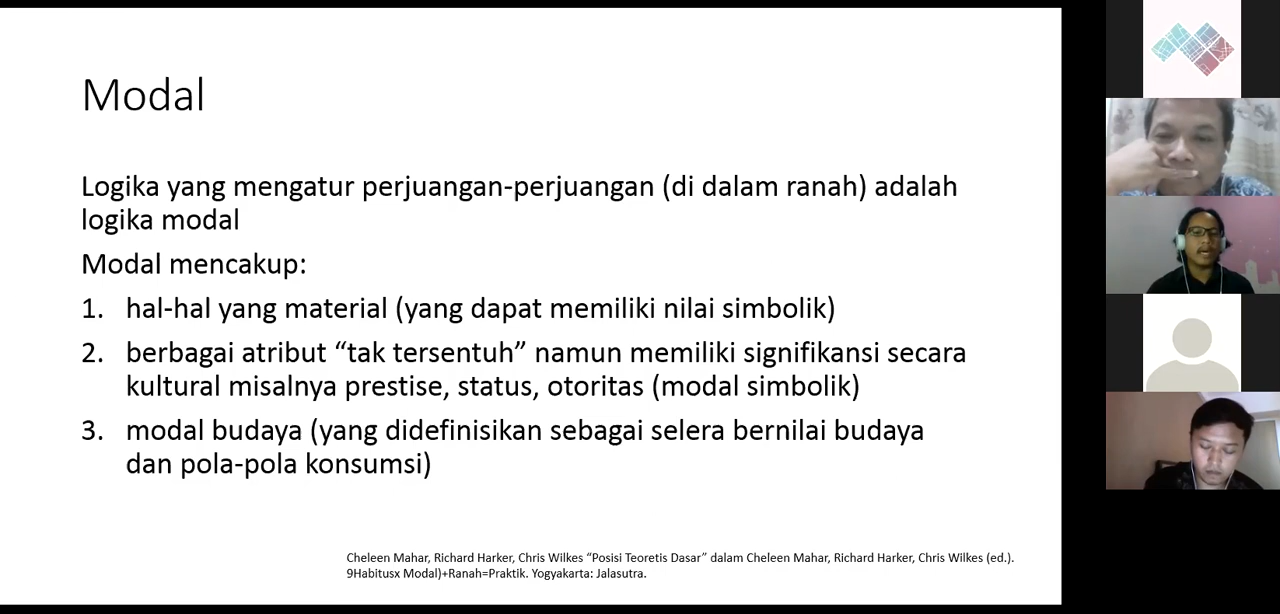 Modal
Logika yang mengatur perjuangan-perjuangan (di dalam ranah) adalah
logika modal
Modal mencakup:
1. hal-hal yang material (yang dapat memiliki nilai simbolik)
2. berbagai atribut “tak tersentuh” namun memiliki signifikansi secara
kultural misalnya prestise, status, otoritas (modal simbolik)
3. modal budaya (yang didefinisikan sebagai selera bernilai budaya
dan pola-pola konsumsi)
Cheleen Mahar, Richard Harker, Chris Wilkes “Posisi Teoretis Dasar” dalam Cheleen Mahar, Richard Harker, Chris Wilkes (ed.).
9Habitusx Modal)+Ranah=Praktik. Yogyakarta: Jalasutra.